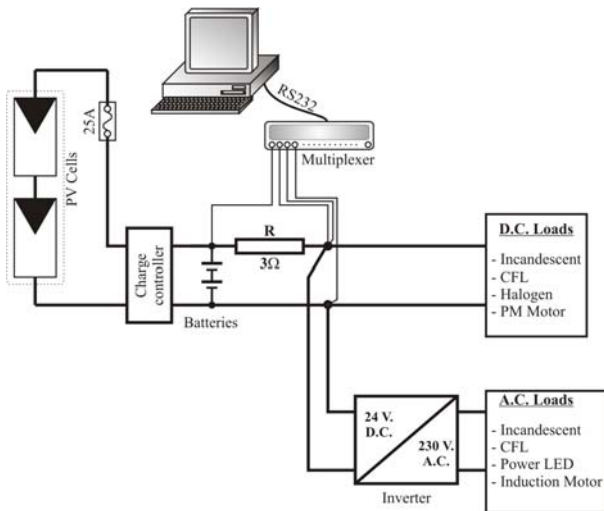 RS232
25A
Multiplexer
PV Cells
R
3Ω
Charge
controller
Batteries
D.C. Loads
- Incandescent
- CFL
- Halogen
- PM Motor
24 V.
D.C.
230 V.
A.C.
Inverter
A.C. Loads
- Incandescent
- CFL
- Power LED
- Induction Motor